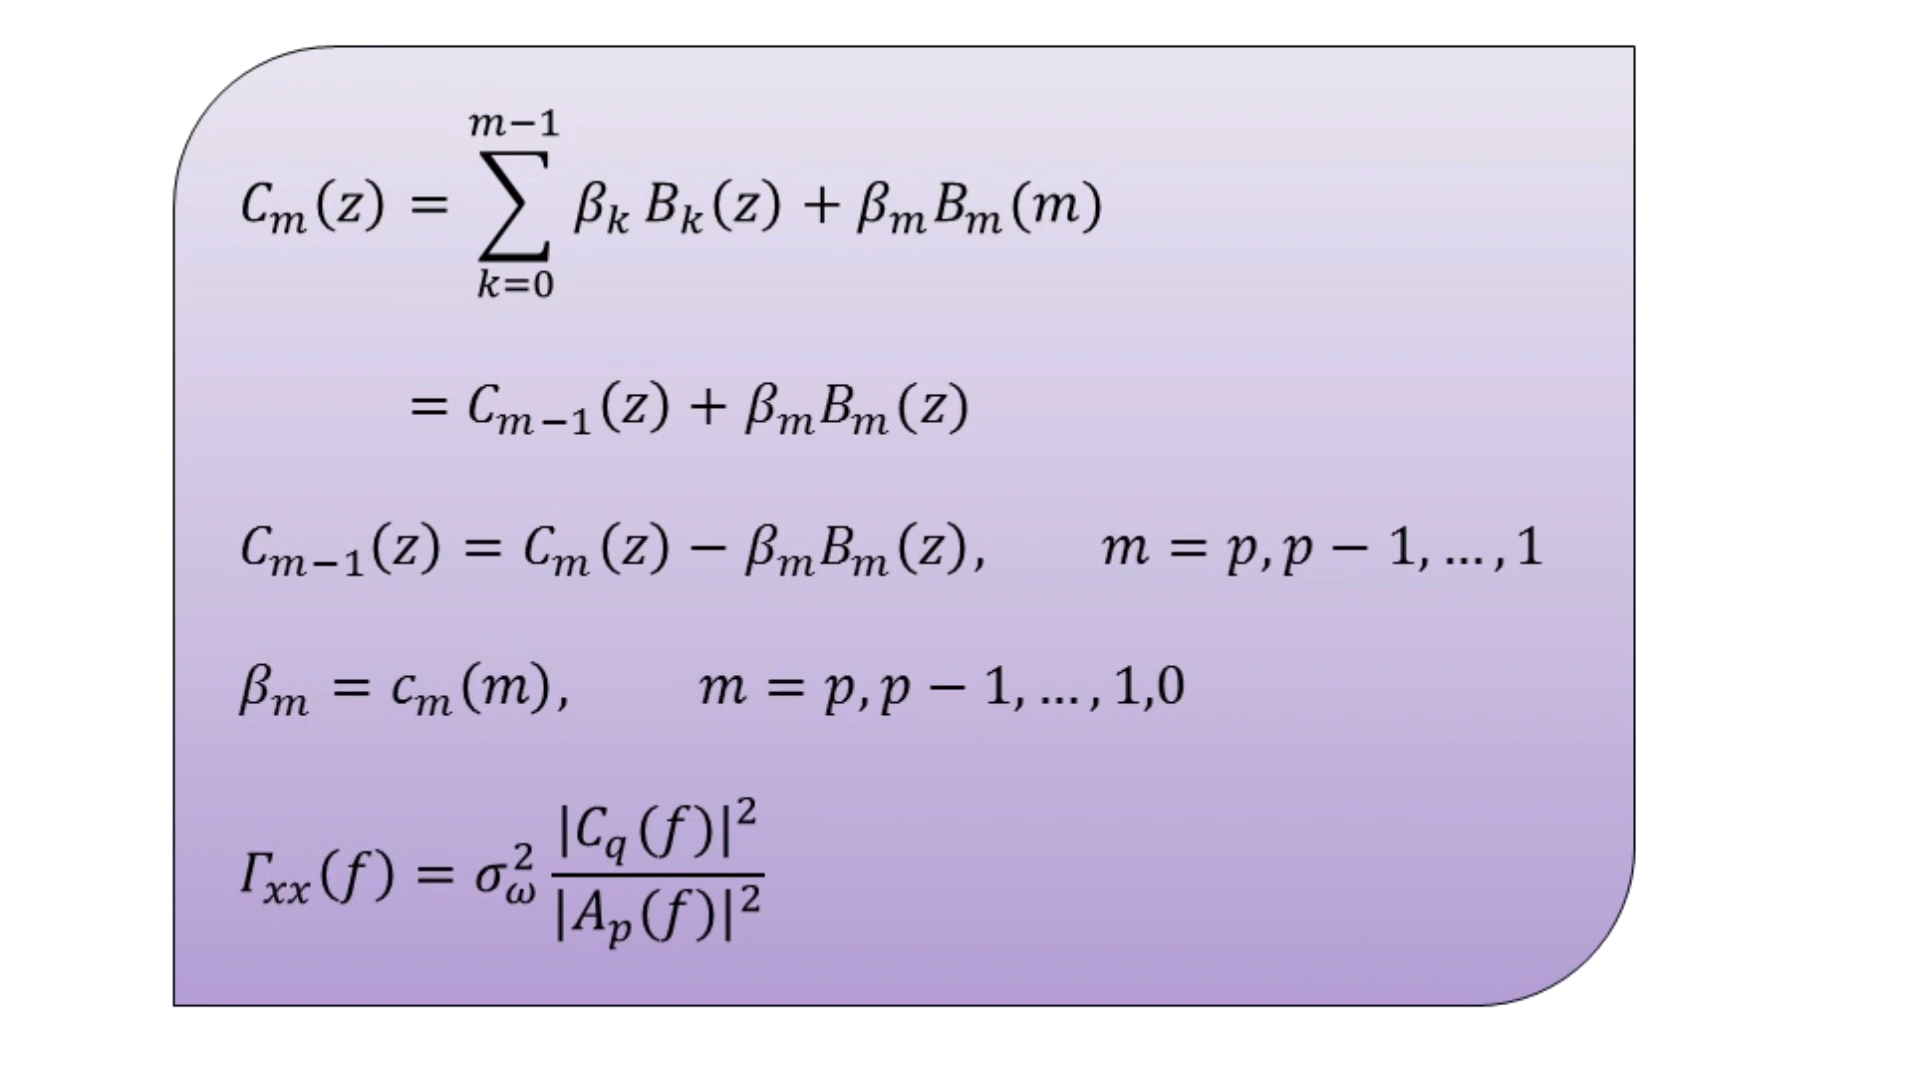 C_m(z) = \sum_{k=0}^{m-1} β_k B_k(z) + β_m B_m(m)
= C_{m-1}(z) + β_m B_m(z)
C_{m-1}(z) = C_m(z) − β_m B_m(z), m = p, p − 1, … , 1
β_m = c_m(m), m = p, p − 1, … , 1,0
Γ_{xx}(f) = σ_ω^2 \frac{|C_q(f)|^2}{|A_p(f)|^2}